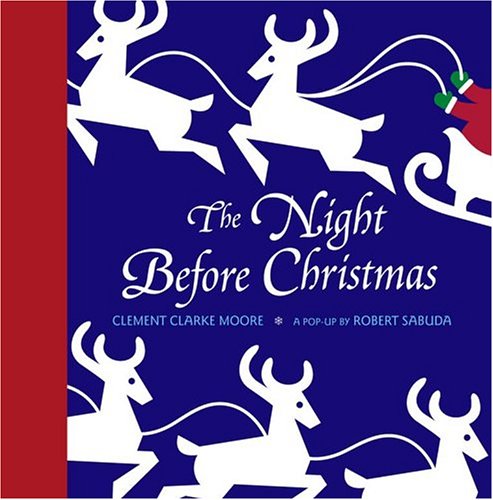 The Night
Before Christmas
CLEMENT CLARKE MOORE ❄ A POP-UP BY ROBERT SABUDA